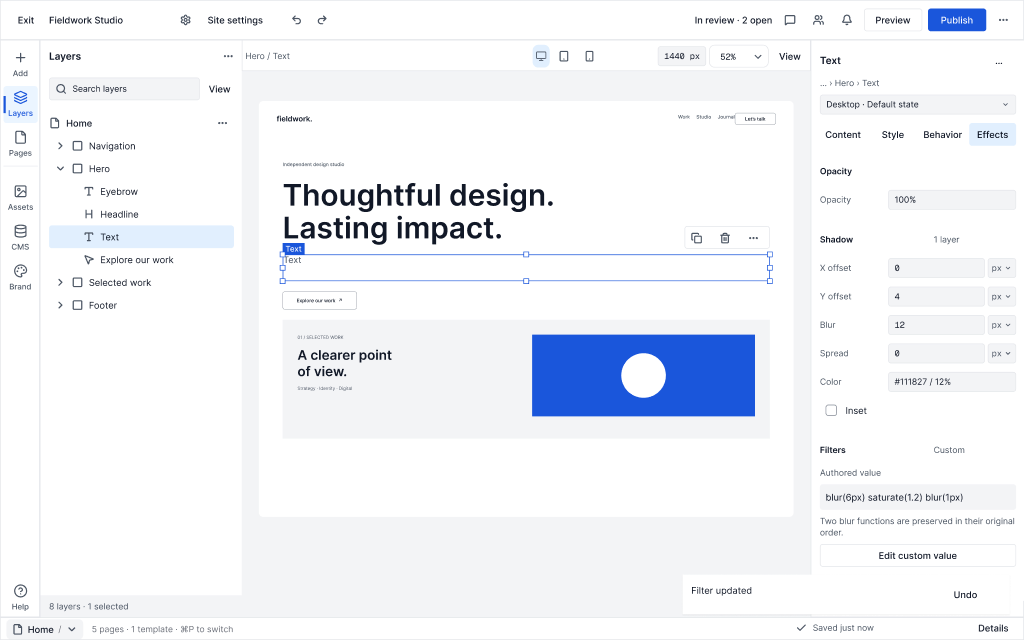 Exit
Fieldwork Studio
Site settings
In review · 2 open
Preview
Publish
Add
Layers
Pages
Assets
CMS
Brand
Help
Layers
Search layers
View
Home
Navigation
Hero
Eyebrow
Headline
Text
Explore our work
Selected work
Footer
8 layers · 1 selected
Hero / Text
1440 px
52%
View
fieldwork.
Work Studio Journal
Let's talk
Independent design studio
Thoughtful design.
Lasting impact.
Text
Text
Explore our work ↗
01 / SELECTED WORK
A clearer point
of view.
Strategy · Identity · Digital
Text
... › Hero › Text
Desktop · Default state
Content
Style
Behavior
Effects
Opacity
Opacity
100%
Shadow
1 layer
X offset
0
px
Y offset
4
px
Blur
12
px
Spread
0
px
Color
#111827 / 12%
Inset
Filters
Custom
Authored value
blur(6px) saturate(1.2) blur(1px)
Two blur functions are preserved in their original
order.
Edit custom value
Filter updated
Undo
Home /
5 pages · 1 template · ⌘P to switch
Saved just now
Details